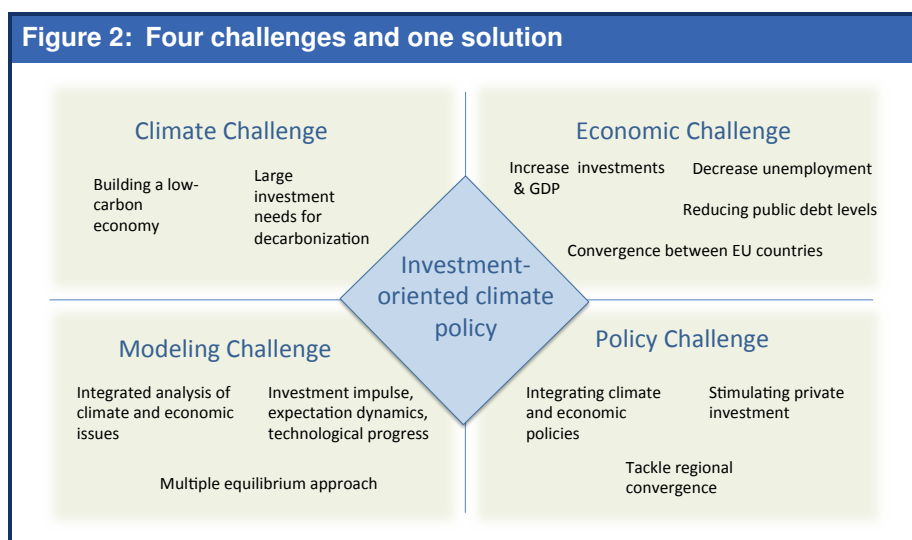 Figure 2: Four challenges and one solution
Climate Challenge
Building a low-
carbon
economy
Large
investment
needs for
decarbonization
Economic Challenge
Increase investments
& GDP
Decrease unemployment
Reducing public debt levels
Convergence between EU countries
Investment-
oriented climate
policy
Modeling Challenge
Integrated analysis of
climate and economic
issues
Investment impulse,
expectation dynamics,
technological progress
Multiple equilibrium approach
Policy Challenge
Integrating climate
and economic
policies
Stimulating private
investment
Tackle regional
convergence